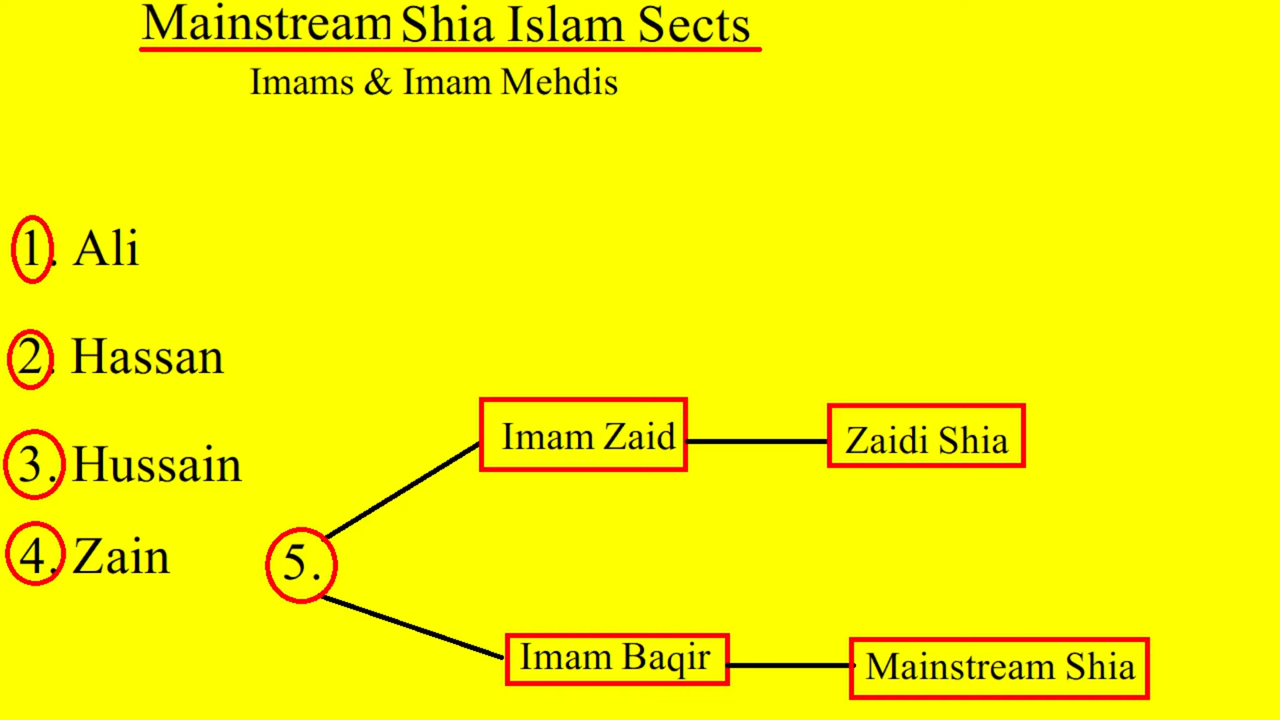 Mainstream Shia Islam Sects
Imams & Imam Mehdis
1. Ali
2. Hassan
3. Hussain
4. Zain
5.
Imam Zaid
Zaidi Shia
Imam Baqir
Mainstream Shia